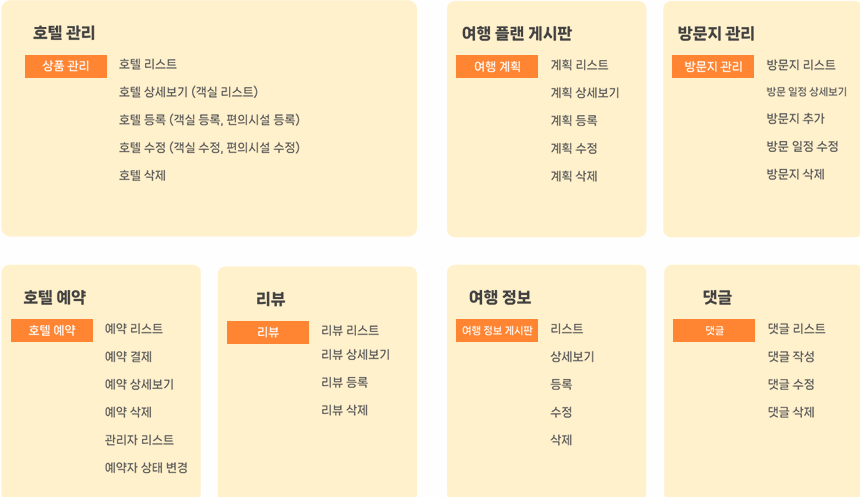 호텔 관리
상품 관리
호텔 리스트
호텔 상세보기 (객실 리스트)
호텔 등록 (객실 등록, 편의시설 등록)
호텔 수정 (객실 수정, 편의시설 수정)
호텔 삭제
여행 플랜 게시판
여행 계획
계획 리스트
계획 상세보기
계획 등록
계획 수정
계획 삭제
방문지 관리
방문지 관리
방문지 리스트
방문 일정 상세보기
방문지 추가
방문 일정 수정
방문지 삭제
호텔 예약
호텔 예약
예약 리스트
예약 결제
예약 상세보기
예약 삭제
관리자 리스트
예약자 상태 변경
리뷰
리뷰
리뷰 리스트
리뷰 상세보기
리뷰 등록
리뷰 삭제
여행 정보
여행 정보 게시판
리스트
상세보기
등록
수정
삭제
댓글
댓글
댓글 리스트
댓글 작성
댓글 수정
댓글 삭제